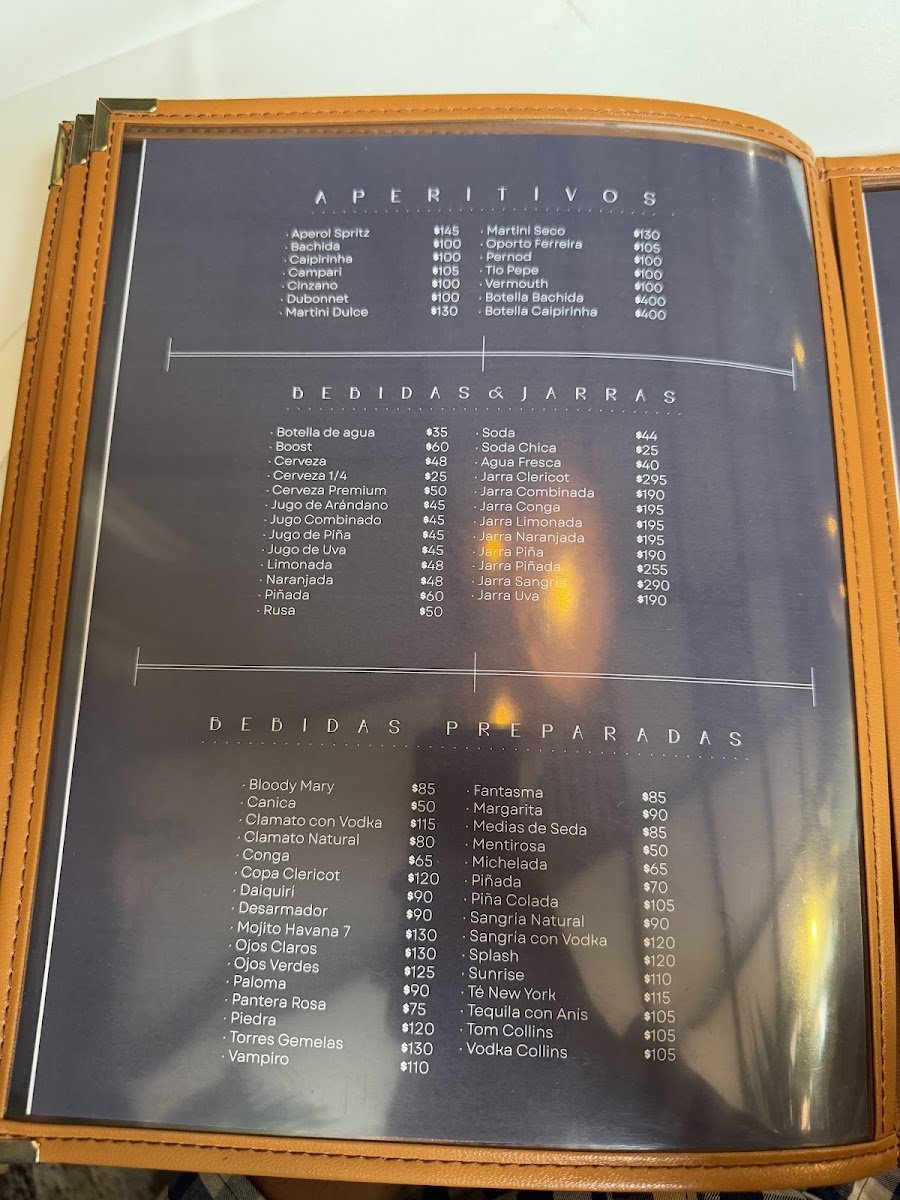 APERITIVOS
· Aperol Spritz $145
· Bachida $100
· Caipirinha $100
· Campari $105
· Cinzano $100
· Dubonnet $100
· Martini Dulce $130
· Martini Seco $130
· Oporto Ferreira $105
· Pernod $100
· Tio Pepe $100
· Vermouth $100
· Botella Bachida $400
· Botella Caipirinha $400
BEBIDAS & JARRAS
· Botella de agua $35
· Boost $60
· Cerveza $48
· Cerveza 1/4 $25
· Cerveza Premium $50
· Jugo de Arándano $45
· Jugo Combinado $45
· Jugo de Piña $45
· Jugo de Uva $45
· Limonada $48
· Naranjada $48
· Piñada $60
· Rusa $50
· Soda $44
· Soda Chica $25
· Agua Fresca $40
· Jarra Clericot $295
· Jarra Combinada $190
· Jarra Conga $195
· Jarra Limonada $195
· Jarra Naranjada $195
· Jarra Piña $190
· Jarra Piñada $255
· Jarra Sangria $290
· Jarra Uva $190
BEBIDAS PREPARADAS
· Bloody Mary $85
· Canica $50
· Clamato con Vodka $115
· Clamato Natural $80
· Conga $65
· Copa Clericot $120
· Daiquirí $90
· Desarmador $90
· Mojito Havana 7 $130
· Ojos Claros $130
· Ojos Verdes $125
· Paloma $90
· Pantera Rosa $75
· Piedra $120
· Torres Gemelas $130
· Vampiro $110
· Fantasma $85
· Margarita $90
· Medias de Seda $85
· Mentirosa $50
· Michelada $65
· Piñada $70
· Piña Colada $105
· Sangría Natural $90
· Sangría con Vodka $120
· Splash $120
· Sunrise $110
· Té New York $115
· Tequila con Anís $105
· Tom Collins $105
· Vodka Collins $105